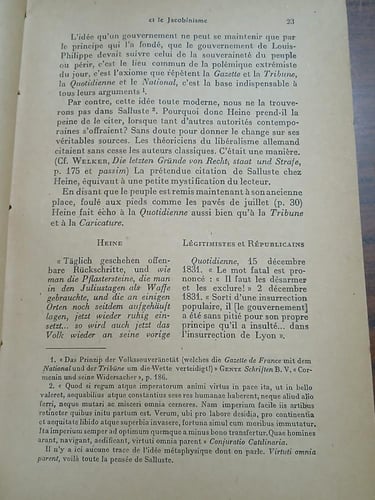 et le Jacobinisme 23
L'idée qu'un gouvernement ne peut se maintenir que par
le principe qui l'a fondé, que le gouvernement de Louis-
Philippe devait suivre celui de la souveraineté du peuple
ou périr, c'est le lieu commun de la polémique extrémiste
du jour, c'est l'axiome que répètent la Gazette et la Tribune,
la Quotidienne et le National, c'est la base indispensable à
tous leurs arguments ¹.
Par contre, cette idée toute moderne, nous ne la trouve-
rons pas dans Salluste ². Pourquoi donc Heine prend-il la
peine de le citer, lorsque tant d'autres autorités contempo-
raines s'offraient? Sans doute pour donner le change sur ses
véritables sources. Les théoriciens du libéralisme allemand
citaient sans cesse les auteurs classiques. C'était une manière.
(Cf. WELKER, Die letzten Gründe von Recht, staat und Strafe,
p. 175 et passim) La prétendue citation de Salluste chez
Heine, équivaut à une petite mystification du lecteur.
En disant que le peuple est remis maintenant à son ancienne
place, foulé aux pieds comme les pavés de juillet (p. 30)
Heine fait écho à la Quotidienne aussi bien qu'à la Tribune
et à la Caricature.
HEINE
« Täglich geschehen offen-
bare Rückschritte, und wie
man die Pflastersteine, die man
in den Juliustagen als Waffe
gebrauchte, und die an einigen
Orten noch seitdem aufgehäuft
lagen, jetzt wieder ruhig ein-
setzt... so wird auch jetzt das
Volk wieder an seine vorige
LÉGITIMISTES ET RÉPUBLICAINS
Quotidienne, 15 décembre
1831. « Le mot fatal est pro-
noncé : « Il faut les désarmer
et les exclure! » 2 décembre
1831. « Sorti d'une insurrection
populaire, il [le gouvernement]
a été sans pitié pour son propre
principe qu'il a insulté... dans
l'insurrection de Lyon ».
1. « Das Prinzip der Volkssouveränetät [welches die Gazette de France mit dem
National und der Tribüne um die Wette verteidigt!] » GENTZ Schriften B. V. « Cor-
menin und seine Widersacher », p. 186.
2. « Quod si regum atque imperatorum animi virtus in pace ita, ut in bello
valeret, aequabilius atque constantius sese res humanae haberent, neque aliud alio
ferri, neque mutari ac misceri omnia cerneres. Nam imperium facile iis artibus
retinetur quibus initu partum est. Verum, ubi pro labore desidia, pro continentia
et aequitate libido atque superbia invasere, fortuna simul cum moribus immutatur.
Ita imperium semper ad optimum quemque a minus bono transfertur. Quae homines
arant, navigant, aedificant, virtuti omnia parent » Conjuratio Catilinaria.
Il n'y a ici aucune trace de l'idée métaphysique dont on parle. Virtuti omnia
parent, voilà toute la pensée de Salluste.